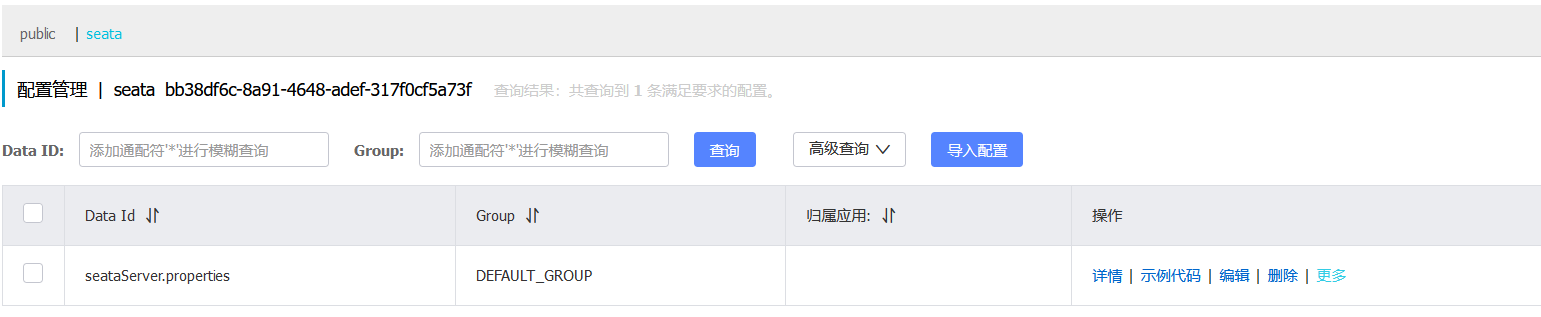 public | seata
配置管理 | seata bb38df6c-8a91-4648-adef-317f0cf5a73f 查询结果：共查询到 1 条满足要求的配置。
Data ID: 添加通配符'*'进行模糊查询 Group: 添加通配符'*'进行模糊查询 查询 高级查询 导入配置
Data Id Group 归属应用: 操作
seataServer.properties DEFAULT_GROUP 详情 | 示例代码 | 编辑 | 删除 | 更多